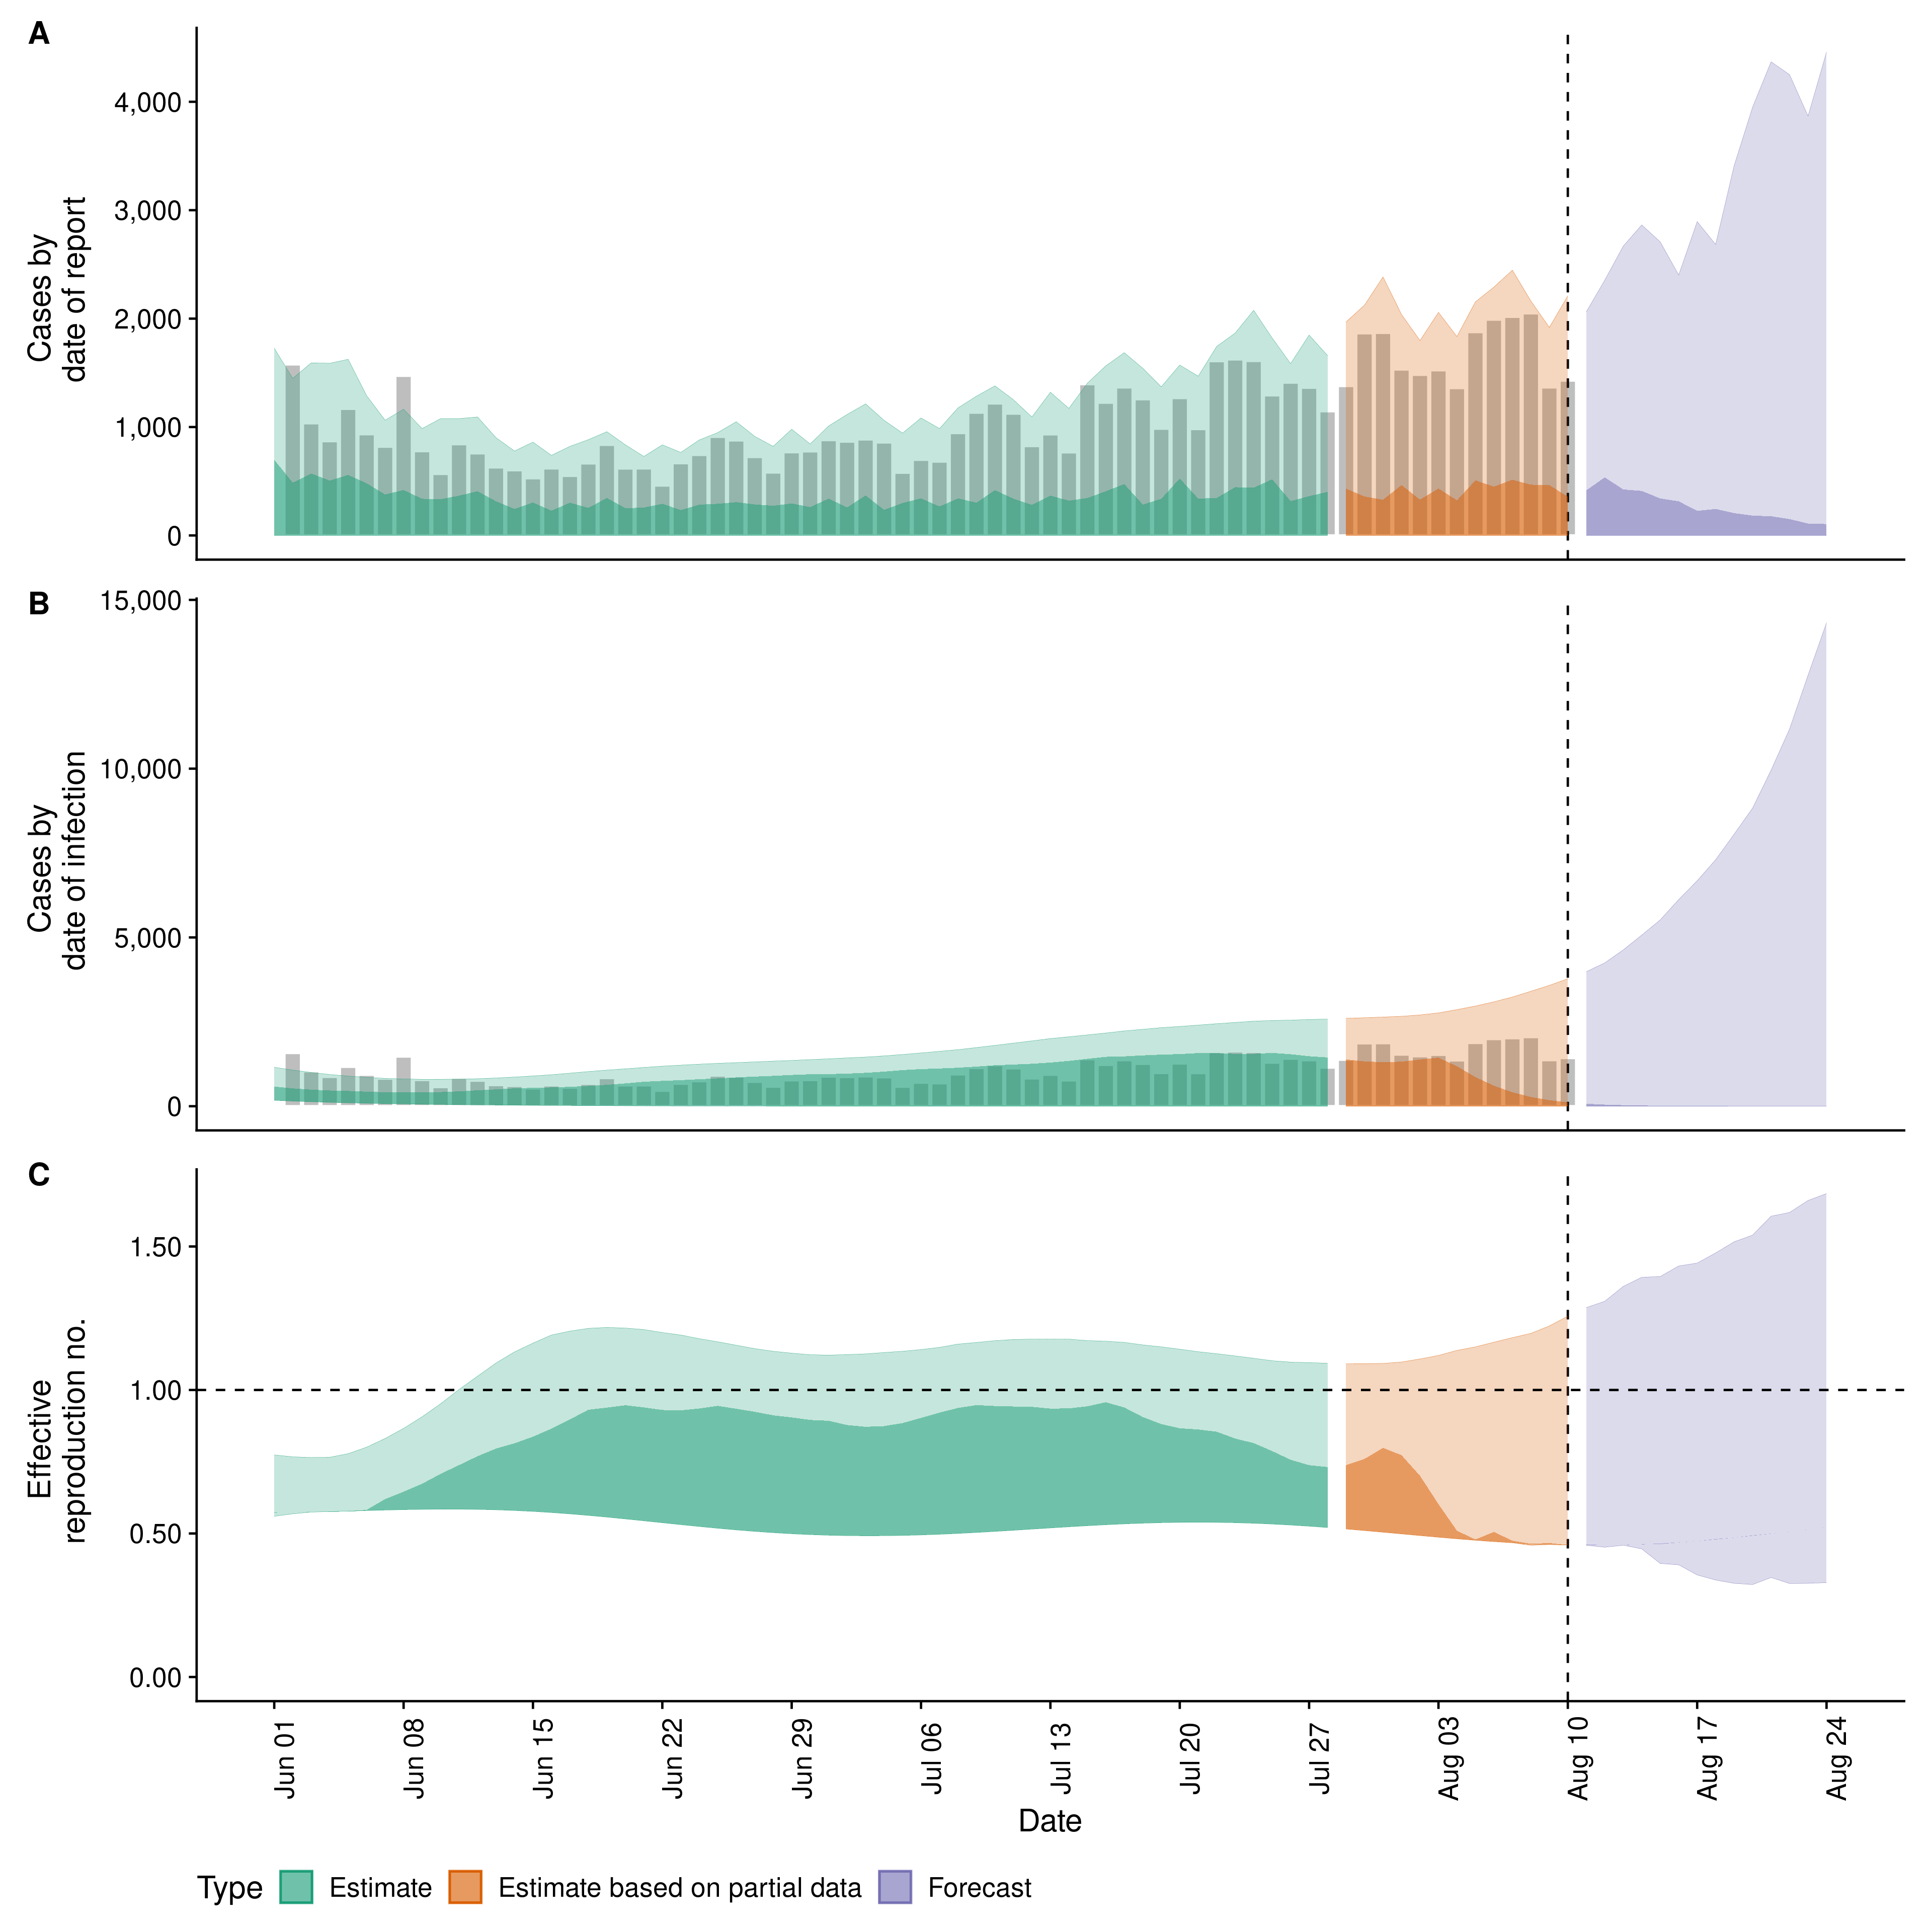 A
Cases by
date of report
4,000
3,000
2,000
1,000
0
B
Cases by
date of infection
15,000
10,000
5,000
0
C
Effective
reproduction no.
1.50
1.00
0.50
0.00
Jun 01
Jun 08
Jun 15
Jun 22
Jun 29
Jul 06
Jul 13
Jul 20
Jul 27
Aug 03
Aug 10
Aug 17
Aug 24
Date
Type Estimate Estimate based on partial data Forecast